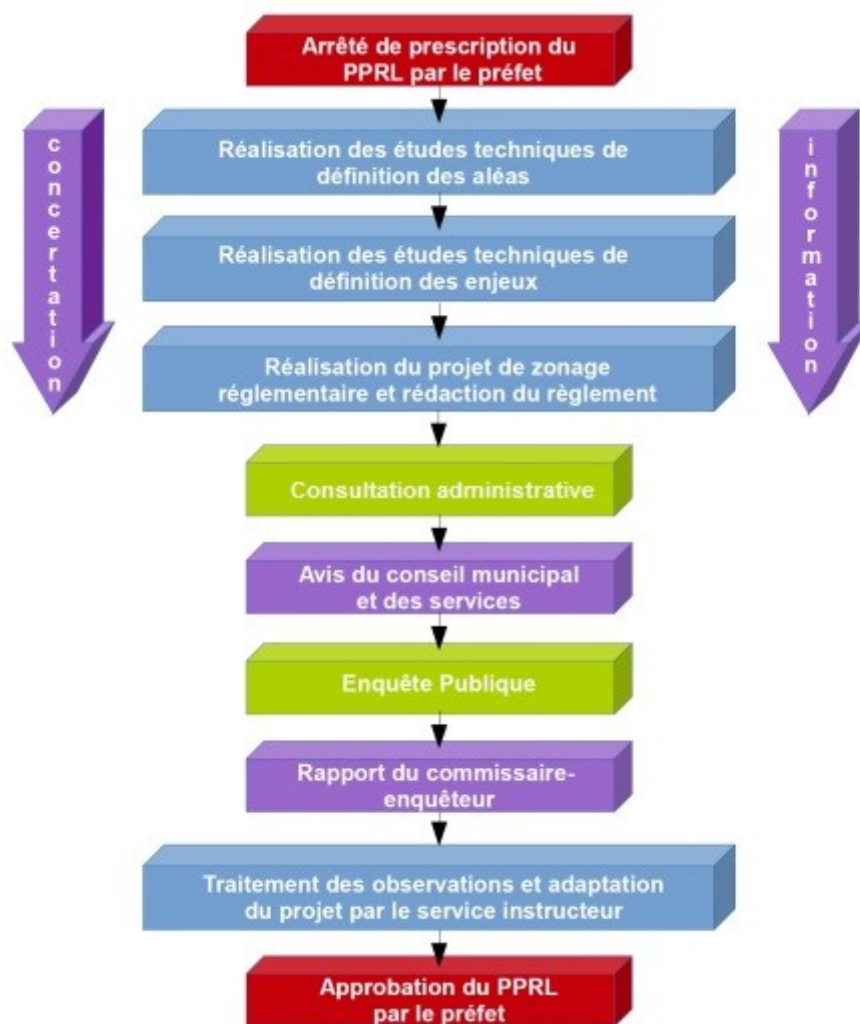 Arrêté de prescription du
PPRL par le préfet
concertation
information
Réalisation des études techniques de
définition des aléas
Réalisation des études techniques de
définition des enjeux
Réalisation du projet de zonage
réglementaire et rédaction du règlement
Consultation administrative
Avis du conseil municipal
et des services
Enquête Publique
Rapport du commissaire-
enquêteur
Traitement des observations et adaptation
du projet par le service instructeur
Approbation du PPRL
par le préfet